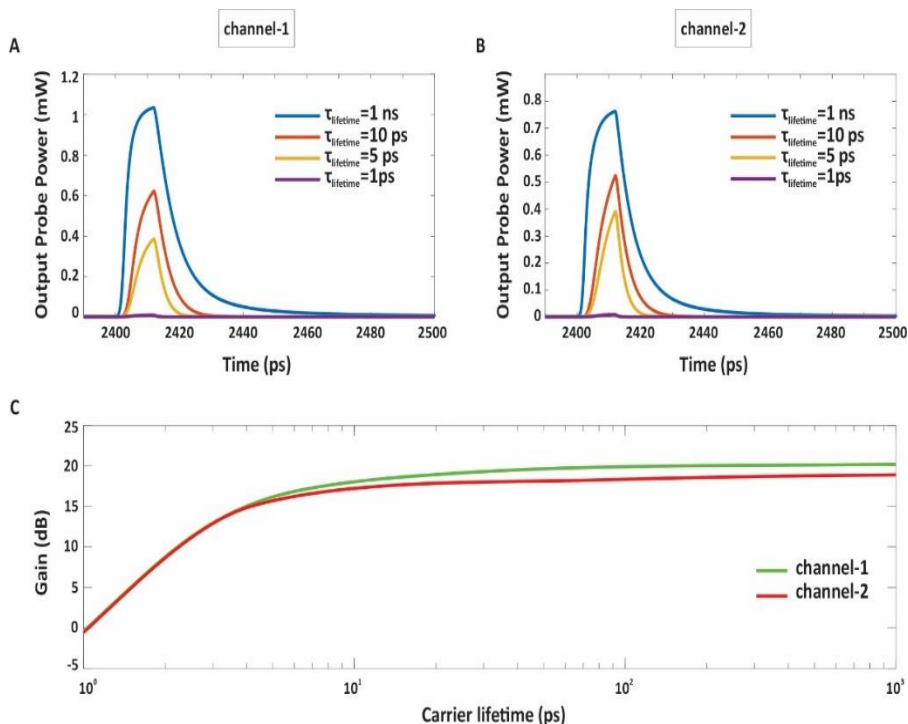 channel-1
A
Output Probe Power (mW)
1.2
1
0.8
0.6
0.4
0.2
0
τlifetime=1 ns
τlifetime=10 ps
τlifetime=5 ps
τlifetime=1ps
2400 2420 2440 2460 2480 2500
Time (ps)
channel-2
B
Output Probe Power (mW)
0.8
0.7
0.6
0.5
0.4
0.3
0.2
0.1
0
τlifetime=1 ns
τlifetime=10 ps
τlifetime=5 ps
τlifetime=1ps
2400 2420 2440 2460 2480 2500
Time (ps)
C
Gain (dB)
25
20
15
10
5
0
-5
channel-1
channel-2
10⁰ 10¹ 10² 10³
Carrier lifetime (ps)